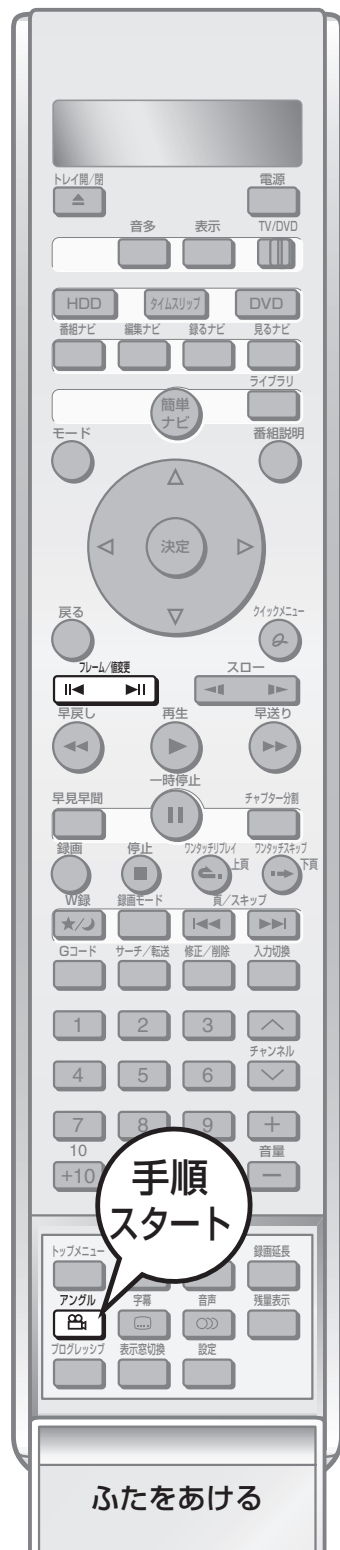 トレイ開/閉 電源
音多 表示 TV/DVD
HDD タイムスリップ DVD
番組ナビ 編集ナビ 録るナビ 見るナビ
ライブラリ
簡単
ナビ
モード 番組説明
決定
戻る クイックメニュー
フレーム/値変更 スロー
早戻し 再生 早送り
一時停止
早見早聞 チャプター分割
録画 停止 ワンタッチリプレイ ワンタッチスキップ
上頁 下頁
W録 録画モード 頁/スキップ
Gコード サーチ/転送 修正/削除 入力切換
1 2 3
チャンネル
4 5 6
7 8 9 +
10 音量
+10 −
手順
スタート
トップメニュー 録画延長
アングル 字幕 音声 残量表示
プログレッシブ 表示窓切換 設定
ふたをあける